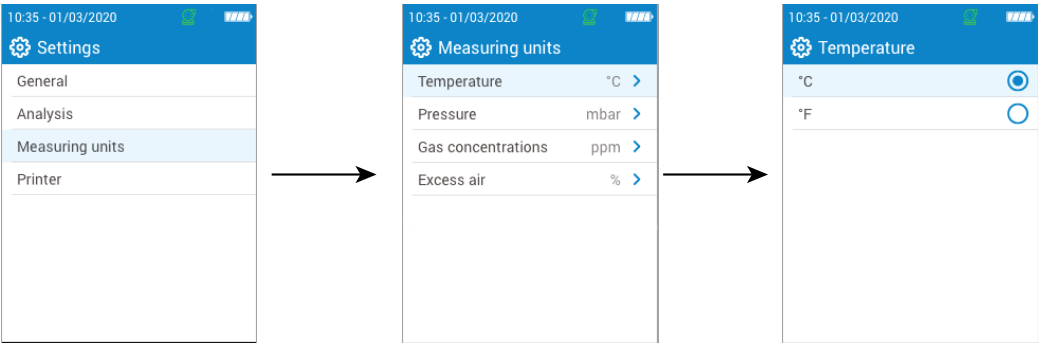 10:35 - 01/03/2020
Settings
General
Analysis
Measuring units
Printer
10:35 - 01/03/2020
Measuring units
Temperature °C
Pressure mbar
Gas concentrations ppm
Excess air %
10:35 - 01/03/2020
Temperature
°C
°F